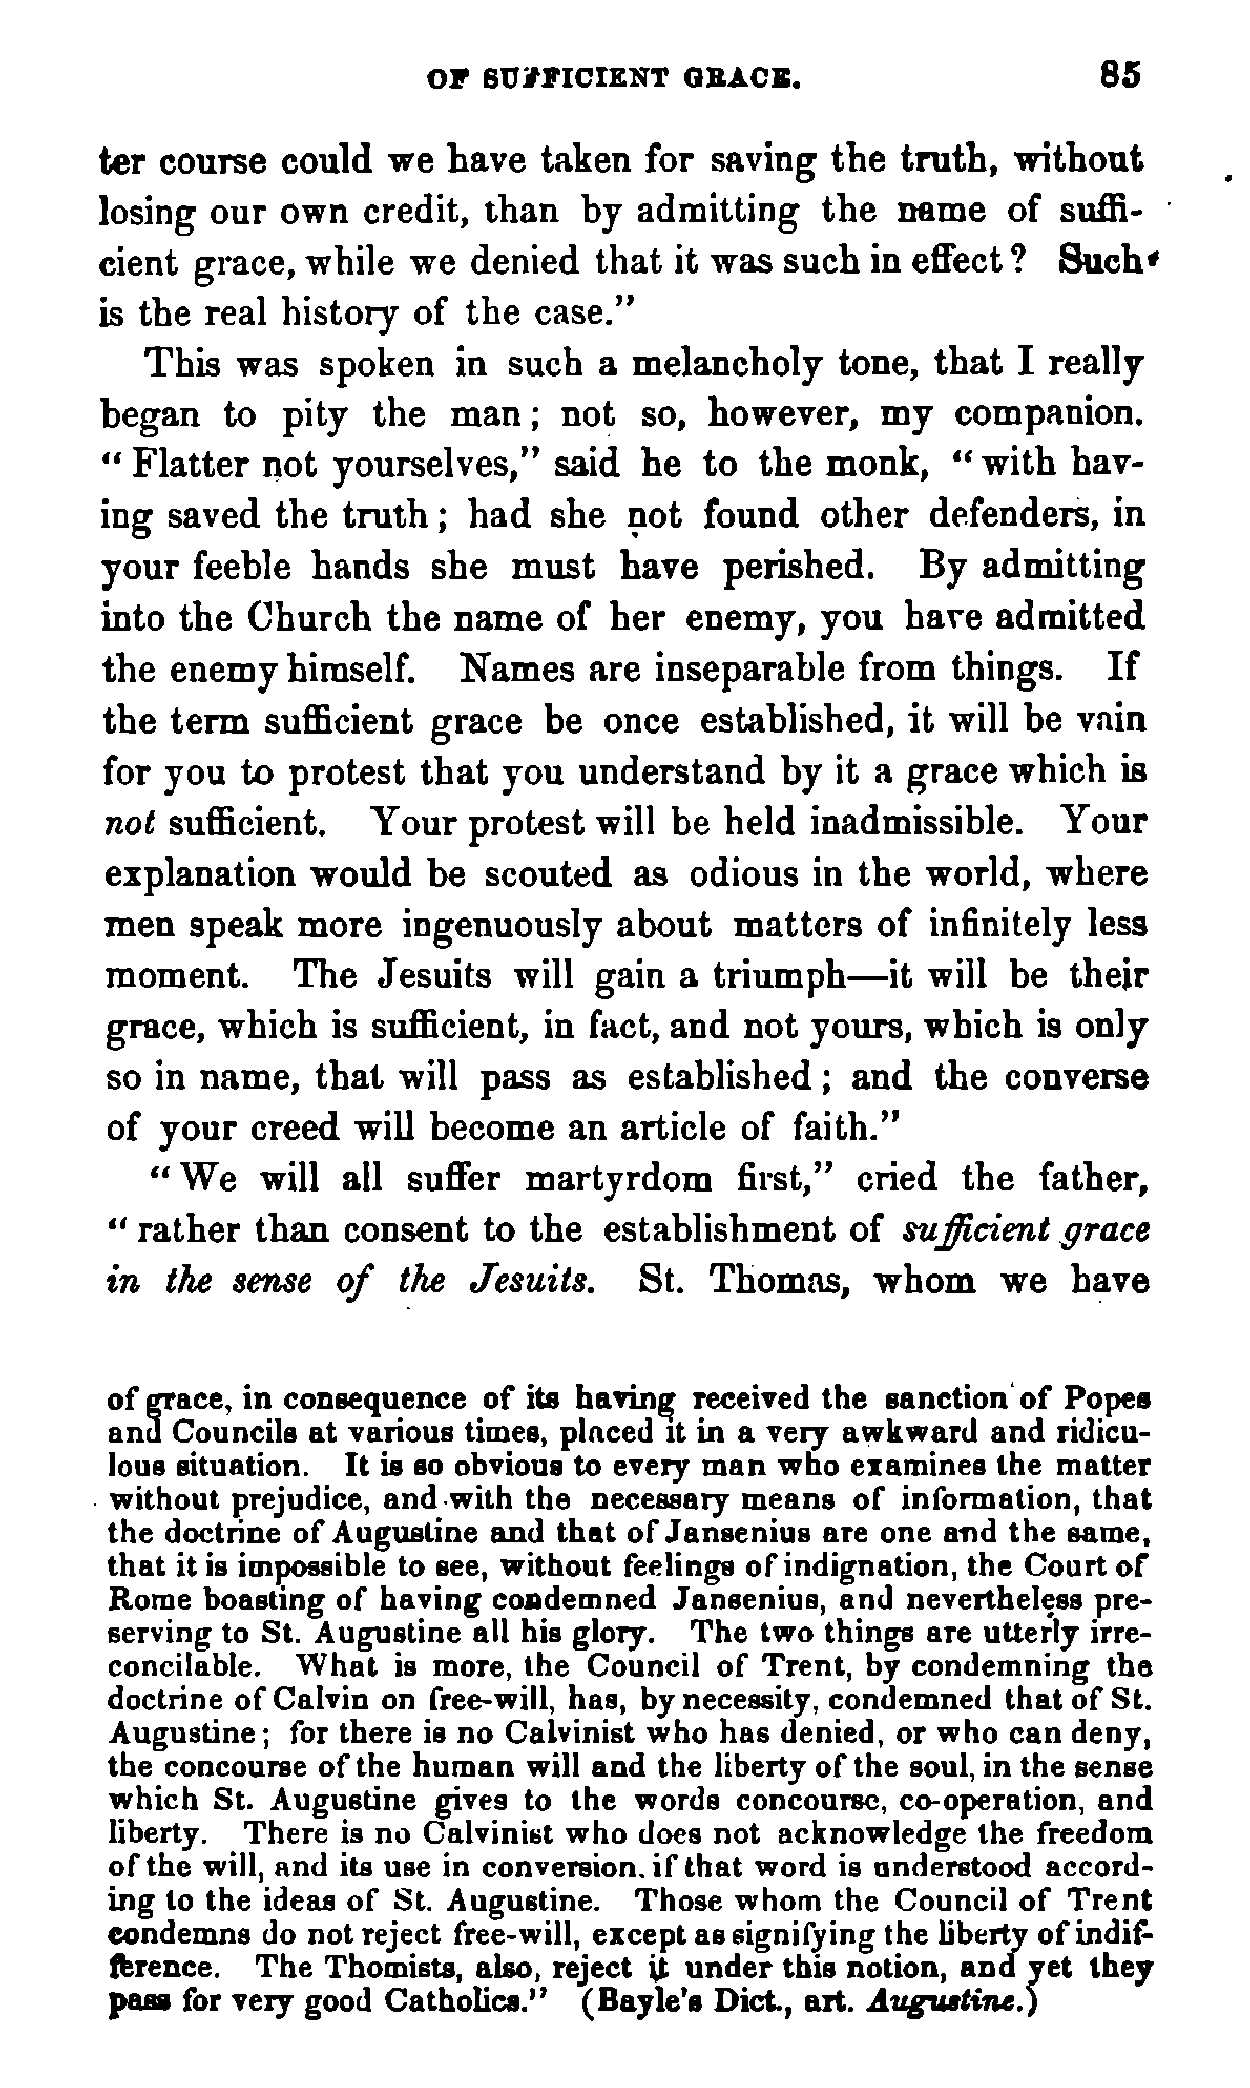 OF SUFFICIENT GRACE. 85
ter course could we have taken for saving the truth, without
losing our own credit, than by admitting the name of suffi-
cient grace, while we denied that it was such in effect? Such
is the real history of the case."
This was spoken in such a melancholy tone, that I really
began to pity the man; not so, however, my companion.
"Flatter not yourselves," said he to the monk, "with hav-
ing saved the truth; had she not found other defenders, in
your feeble hands she must have perished. By admitting
into the Church the name of her enemy, you have admitted
the enemy himself. Names are inseparable from things. If
the term sufficient grace be once established, it will be vain
for you to protest that you understand by it a grace which is
not sufficient. Your protest will be held inadmissible. Your
explanation would be scouted as odious in the world, where
men speak more ingenuously about matters of infinitely less
moment. The Jesuits will gain a triumph—it will be their
grace, which is sufficient, in fact, and not yours, which is only
so in name, that will pass as established; and the converse
of your creed will become an article of faith."
"We will all suffer martyrdom first," cried the father,
"rather than consent to the establishment of sufficient grace
in the sense of the Jesuits. St. Thomas, whom we have
of grace, in consequence of its having received the sanction of Popes
and Councils at various times, placed it in a very awkward and ridicu-
lous situation. It is so obvious to every man who examines the matter
without prejudice, and with the necessary means of information, that
the doctrine of Augustine and that of Jansenius are one and the same,
that it is impossible to see, without feelings of indignation, the Court of
Rome boasting of having condemned Jansenius, and nevertheless pre-
serving to St. Augustine all his glory. The two things are utterly irre-
concilable. What is more, the Council of Trent, by condemning the
doctrine of Calvin on free-will, has, by necessity, condemned that of St.
Augustine; for there is no Calvinist who has denied, or who can deny,
the concourse of the human will and the liberty of the soul, in the sense
which St. Augustine gives to the words concourse, co-operation, and
liberty. There is no Calvinist who does not acknowledge the freedom
of the will, and its use in conversion, if that word is understood accord-
ing to the ideas of St. Augustine. Those whom the Council of Trent
condemns do not reject free-will, except as signifying the liberty of indif-
ference. The Thomists, also, reject it under this notion, and yet they
pass for very good Catholics." (Bayle's Dict., art. Augustine.)